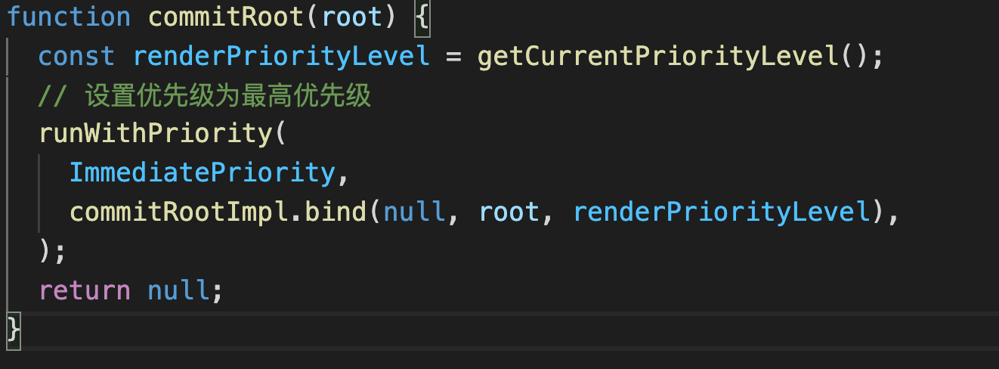 function commitRoot(root) {
const renderPriorityLevel = getCurrentPriorityLevel();
// 设置优先级为最高优先级
runWithPriority(
ImmediatePriority,
commitRootImpl.bind(null, root, renderPriorityLevel),
);
return null;
}